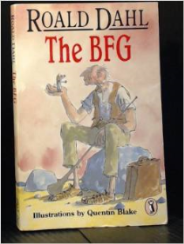 ROALD DAHL
The BFG
Illustrations by Quentin Blake